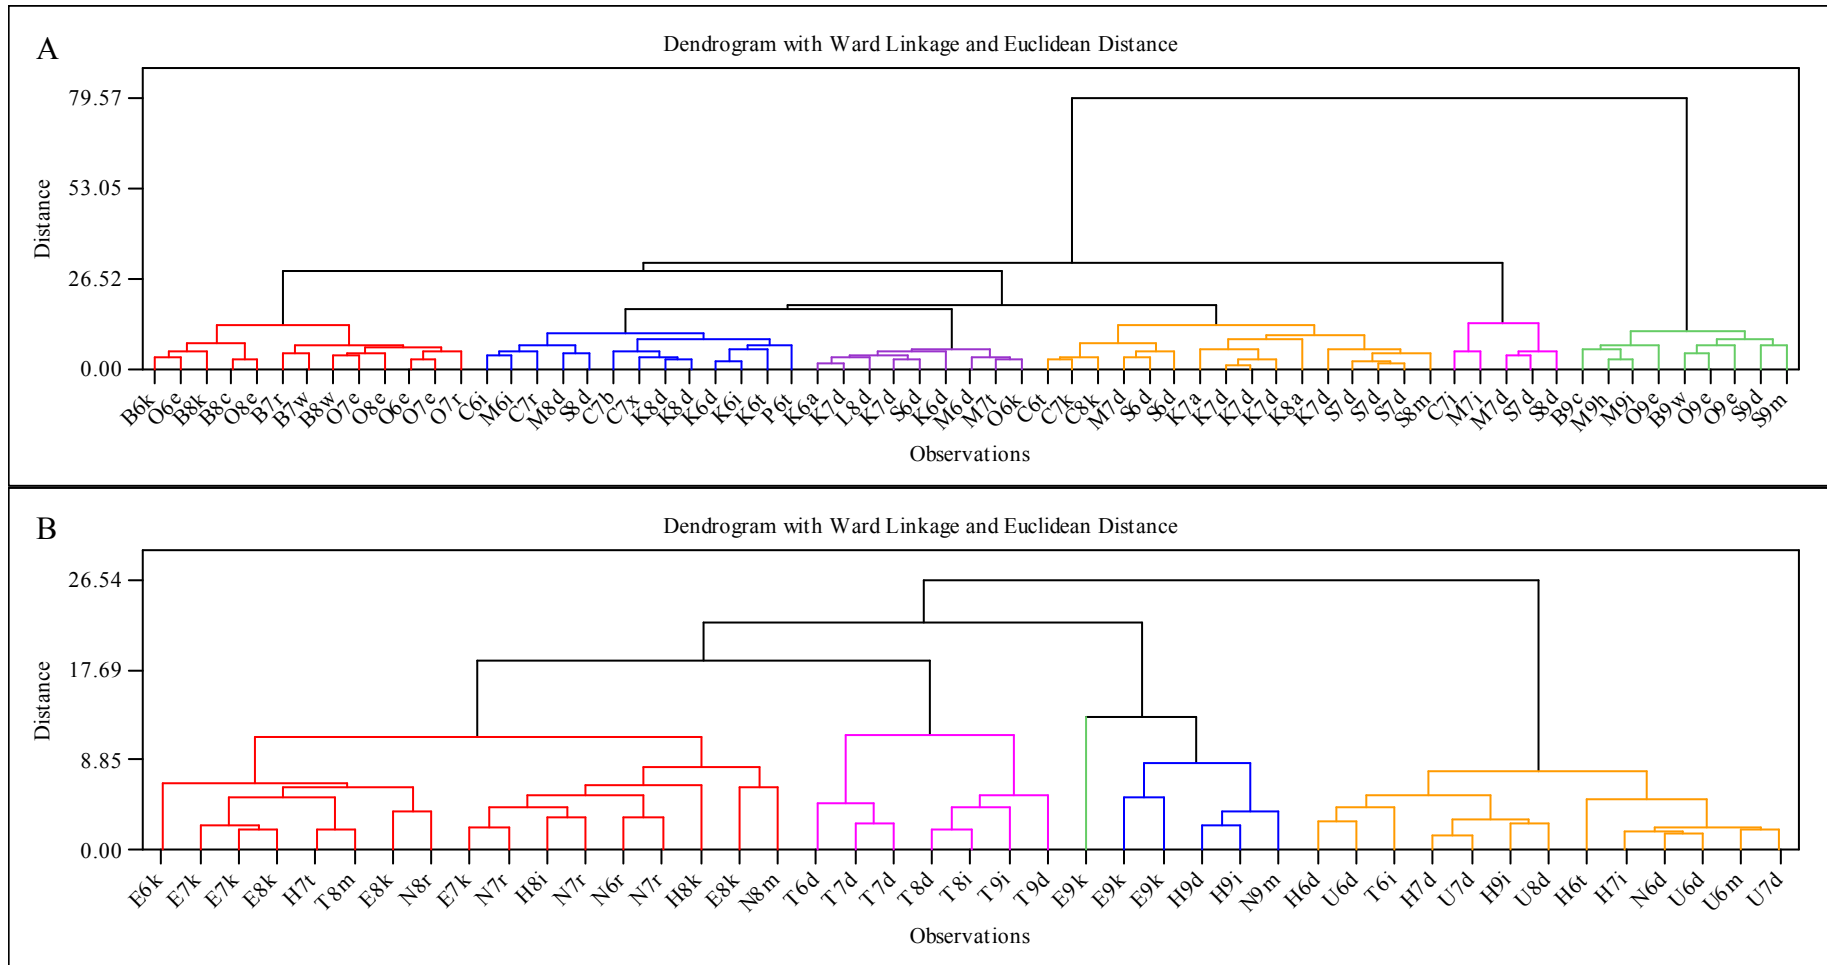 A
Dendrogram with Ward Linkage and Euclidean Distance
79.57
53.05
26.52
0.00
Distance
B6k O6e B8k B8c O8e B7r B7w B8w O7e O8e O6e O7e O7r C6i M6i C7r M8d S8d C7b C7x K8d K8d K6d K6i K6t P6t K6a K7d L8d K7d S6d K6d M6d M7t O6k C6t C7k C8k M7d S6d S6d K7a K7d K7d K7d K8a K7d S7d S7d S7d S8m C7i M7i M7d S7d S8d B9c M9h M9i O9e B9w O9e O9e S9d S9m
Observations
B
Dendrogram with Ward Linkage and Euclidean Distance
26.54
17.69
8.85
0.00
Distance
E6k E7k E7k E8k H7t T8m E8k N8r E7k N7r H8i N7r N6r N7r H8k E8k N8m T6d T7d T7d T8d T8i T9i T9d E9k E9k E9k H9d H9i N9m H6d U6d T6i H7d U7d H9i U8d H6t H7i N6d U6d U6m U7d
Observations